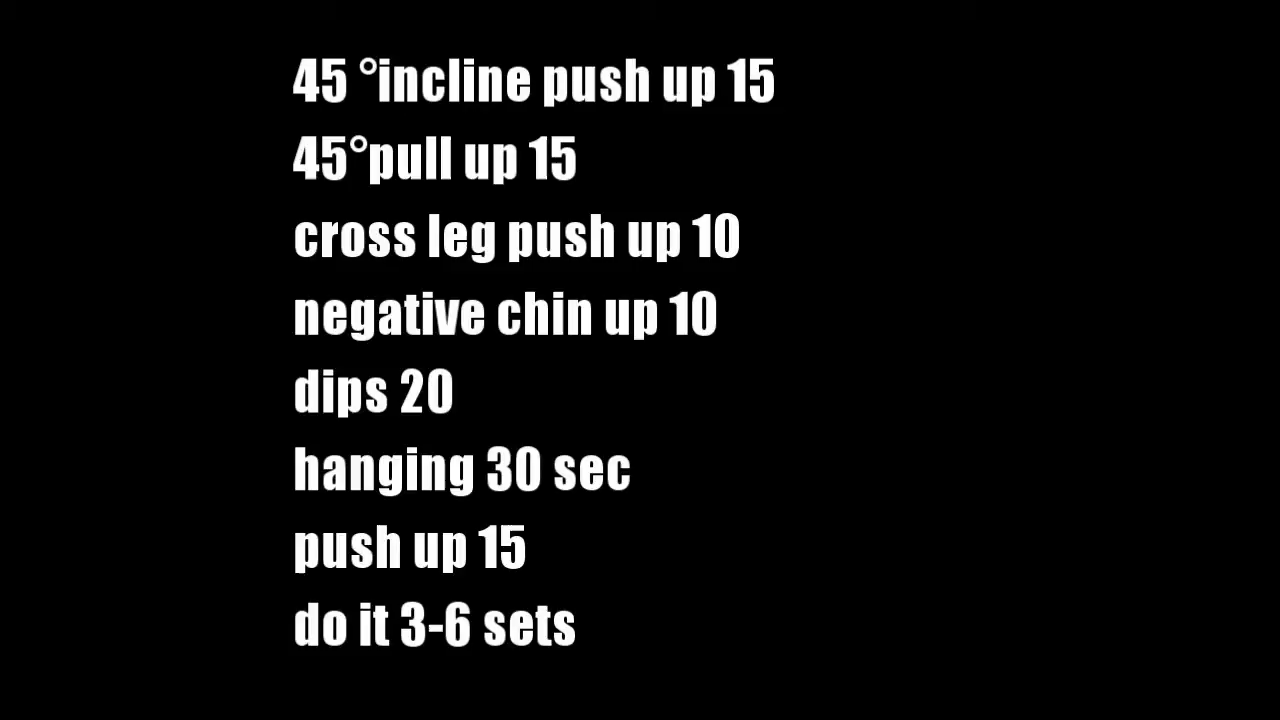 45 °incline push up 15
45°pull up 15
cross leg push up 10
negative chin up 10
dips 20
hanging 30 sec
push up 15
do it 3-6 sets